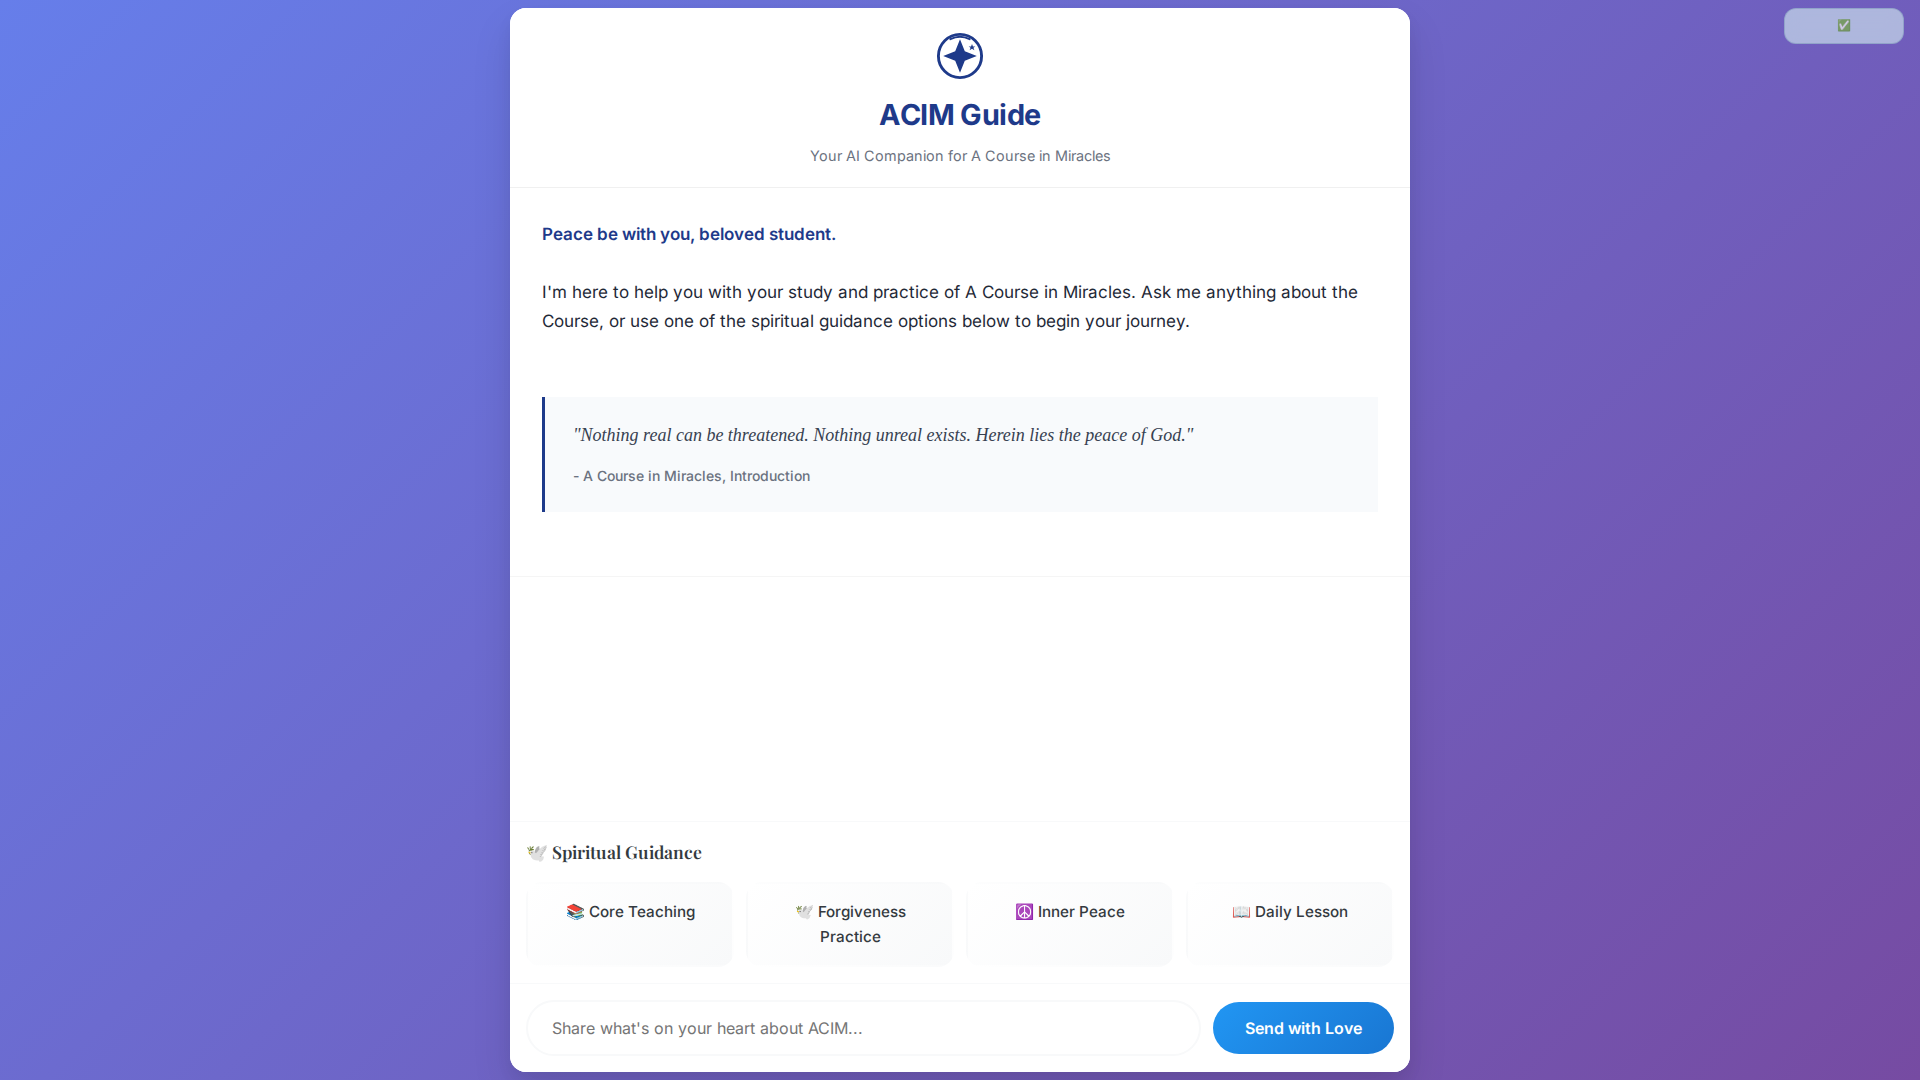 ACIM Guide
Your AI Companion for A Course in Miracles
Peace be with you, beloved student.
I'm here to help you with your study and practice of A Course in Miracles. Ask me anything about the
Course, or use one of the spiritual guidance options below to begin your journey.
"Nothing real can be threatened. Nothing unreal exists. Herein lies the peace of God."
- A Course in Miracles, Introduction
🕊️ Spiritual Guidance
📚 Core Teaching
🕊️ Forgiveness
Practice
☮️ Inner Peace
📖 Daily Lesson
Share what's on your heart about ACIM...
Send with Love